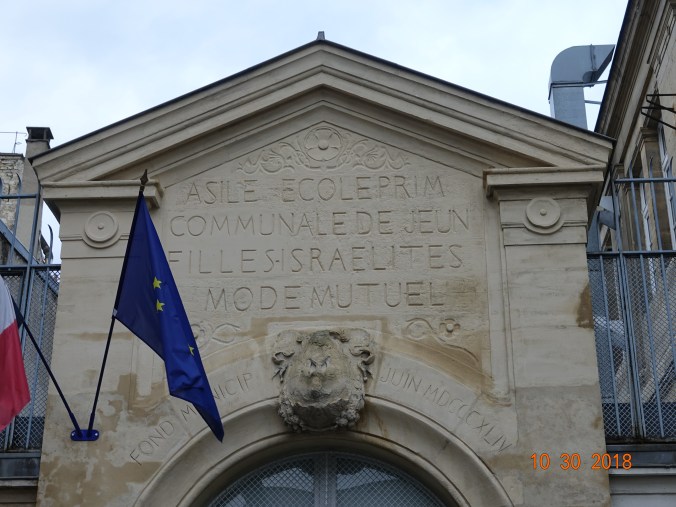 ASILE · ECOLE PRIM
COMMUNALE DE JEUN
FILLES · ISRAELITES
MODE MUTUEL
FOND. MUNICIP. JUIN MDCCCXLIV
10 30 2018